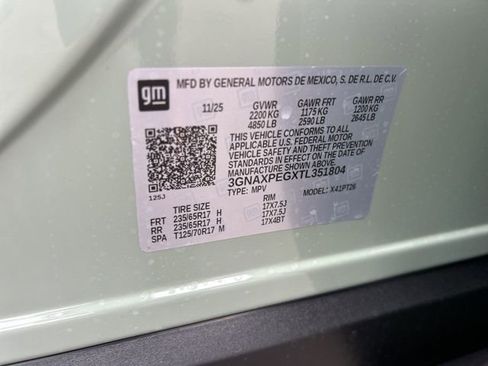 gm
MFD BY GENERAL MOTORS DE MEXICO, S. DE R.L. DE C.V.
11/25 GVWR GAWR FRT GAWR RR
2200 KG 1175 KG 1200 KG
4850 LB 2590 LB 2645 LB
THIS VEHICLE CONFORMS TO ALL
APPLICABLE U.S. FEDERAL MOTOR
VEHICLE SAFETY AND THEFT PREVENTION
STANDARDS IN EFFECT ON THE DATE OF
MANUFACTURE SHOWN ABOVE.
3GNAXPEGXTL351804
TYPE: MPV MODEL: X41PT26
125J
TIRE SIZE RIM
FRT 235/65R17 H 17X7.5J
RR 235/65R17 H 17X7.5J
SPA T125/70R17 M 17X4BT